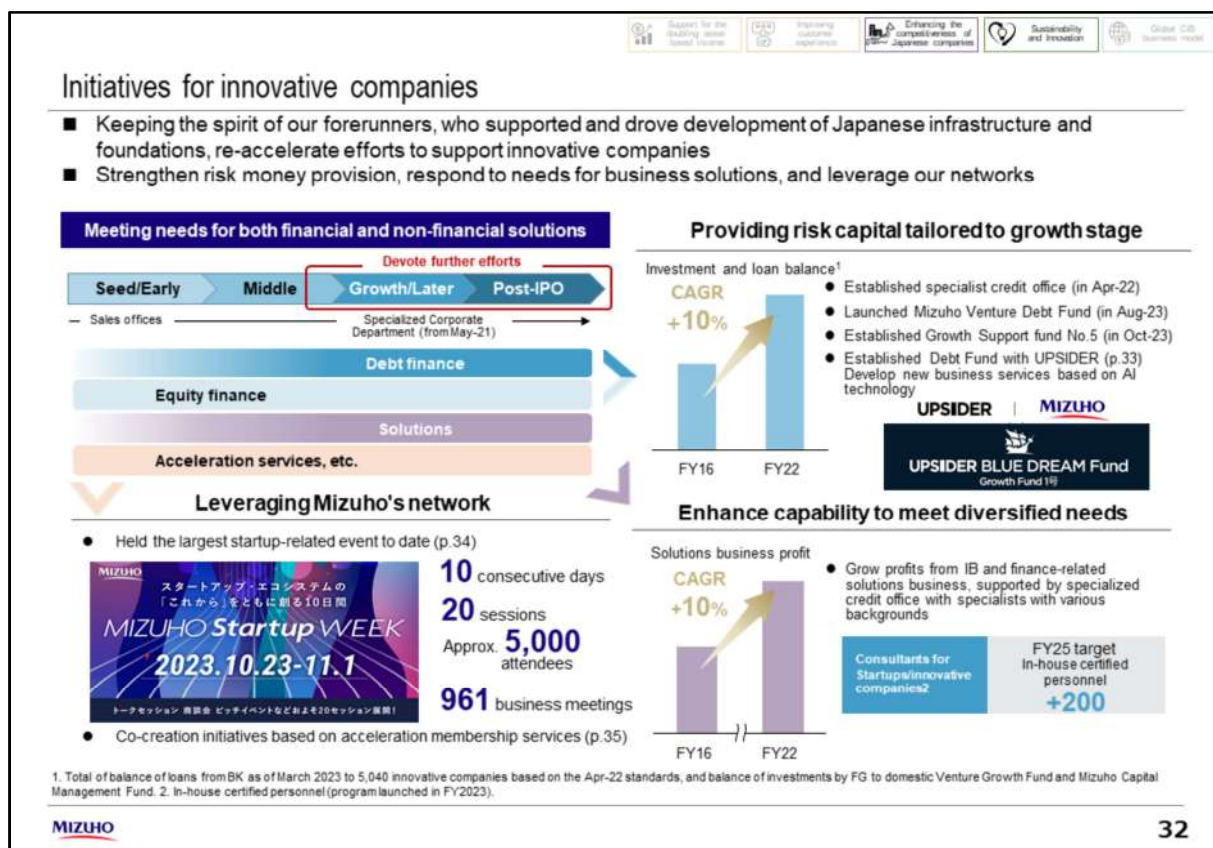 Support for the
doubling asset-
based income
Improving
customer
experience
Enhancing the
competitiveness of
Japanese companies
Sustainability
and Innovation
Global CIB
business model
Initiatives for innovative companies
■ Keeping the spirit of our forerunners, who supported and drove development of Japanese infrastructure and
foundations, re-accelerate efforts to support innovative companies
■ Strengthen risk money provision, respond to needs for business solutions, and leverage our networks
Meeting needs for both financial and non-financial solutions
Devote further efforts
Seed/Early Middle Growth/Later Post-IPO
Sales offices
Specialized Corporate
Department (from May-21)
Debt finance
Equity finance
Solutions
Acceleration services, etc.
Providing risk capital tailored to growth stage
Investment and loan balance1
CAGR
+10%
FY16 FY22
● Established specialist credit office (in Apr-22)
● Launched Mizuho Venture Debt Fund (in Aug-23)
● Established Growth Support fund No.5 (in Oct-23)
● Established Debt Fund with UPSIDER (p.33)
Develop new business services based on AI
technology
UPSIDER | MIZUHO
UPSIDER BLUE DREAM Fund
Growth Fund 1号
Leveraging Mizuho's network
● Held the largest startup-related event to date (p.34)
MIZUHO
スタートアップ・エコシステムの
「これから」をともに創る10日間
MIZUHO Startup WEEK
2023.10.23-11.1
トークセッション 商談会 ピッチイベントなどおよそ20セッション展開!
10 consecutive days
20 sessions
Approx. 5,000
attendees
961 business meetings
● Co-creation initiatives based on acceleration membership services (p.35)
Enhance capability to meet diversified needs
Solutions business profit
CAGR
+10%
FY16 FY22
● Grow profits from IB and finance-related
solutions business, supported by specialized
credit office with specialists with various
backgrounds
Consultants for
Startups/innovative
companies2
FY25 target
In-house certified
personnel
+200
1. Total of balance of loans from BK as of March 2023 to 5,040 innovative companies based on the Apr-22 standards, and balance of investments by FG to domestic Venture Growth Fund and Mizuho Capital
Management Fund. 2. In-house certified personnel (program launched in FY2023).
MIZUHO
32